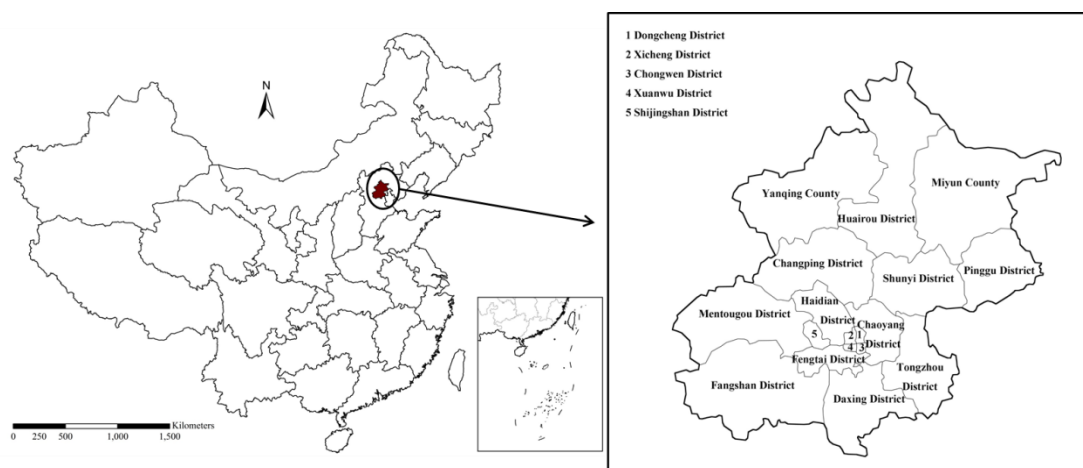 N
0 250 500 1,000 1,500
Kilometers
1 Dongcheng District
2 Xicheng District
3 Chongwen District
4 Xuanwu District
5 Shijingshan District
Yanqing County
Miyun County
Huairou District
Changping District
Shunyi District
Pinggu District
Haidian
District
Mentougou District
Chaoyang
District
5
2 1
4 3
Fengtai District
Tongzhou
District
Fangshan District
Daxing District